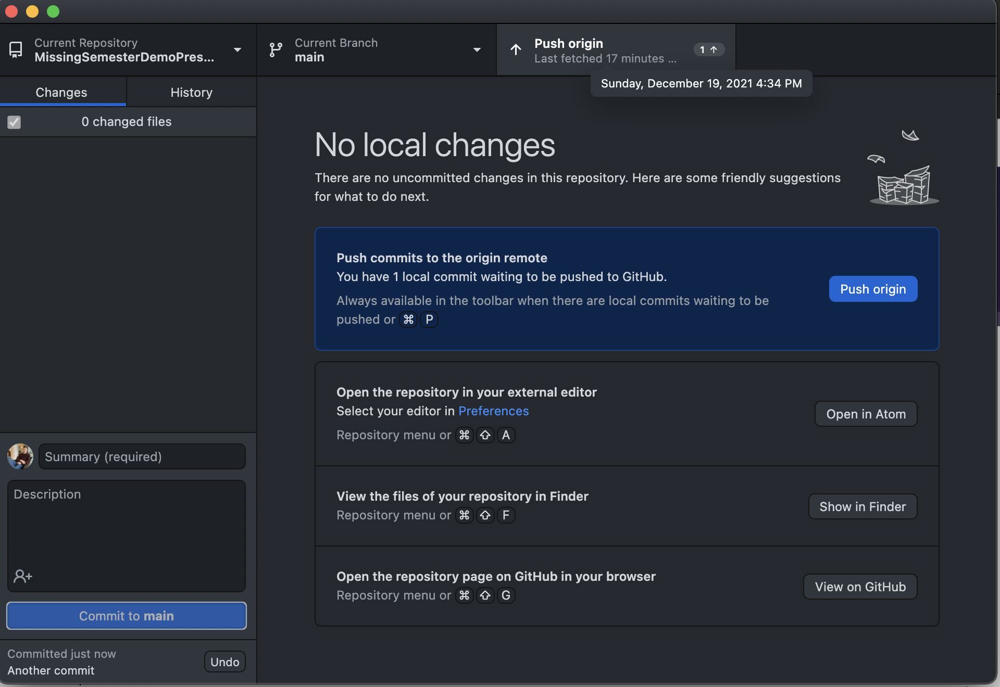 Current Repository
MissingSemesterDemoPres...
Current Branch
main
Push origin
Last fetched 17 minutes ...
1
Sunday, December 19, 2021 4:34 PM
Changes
History
0 changed files
No local changes
There are no uncommitted changes in this repository. Here are some friendly suggestions
for what to do next.
Push commits to the origin remote
You have 1 local commit waiting to be pushed to GitHub.
Always available in the toolbar when there are local commits waiting to be
pushed or ⌘ P
Push origin
Open the repository in your external editor
Select your editor in Preferences
Repository menu or ⌘ ⇧ A
Open in Atom
View the files of your repository in Finder
Repository menu or ⌘ ⇧ F
Show in Finder
Open the repository page on GitHub in your browser
Repository menu or ⌘ ⇧ G
View on GitHub
Summary (required)
Description
Commit to main
Committed just now
Another commit
Undo